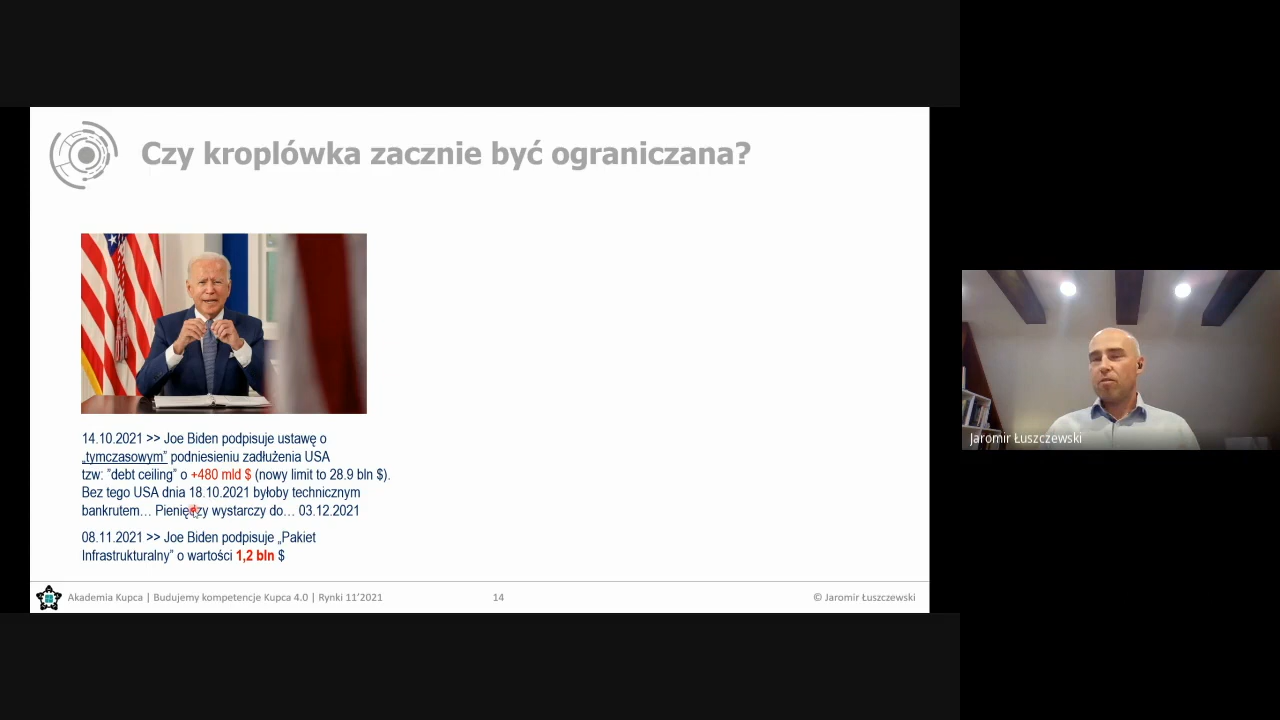 Czy kroplówka zacznie być ograniczana?
14.10.2021 >> Joe Biden podpisuje ustawę o
„tymczasowym” podniesieniu zadłużenia USA
tzw: ”debt ceiling” o +480 mld $ (nowy limit to 28.9 bln $).
Bez tego USA dnia 18.10.2021 byłoby technicznym
bankrutem… Pieniędzy wystarczy do… 03.12.2021
08.11.2021 >> Joe Biden podpisuje „Pakiet
Infrastrukturalny” o wartości 1,2 bln $
Akademia Kupca | Budujemy kompetencje Kupca 4.0 | Rynki 11’2021
14
© Jaromir Łuszczewski
Jaromir Łuszczewski